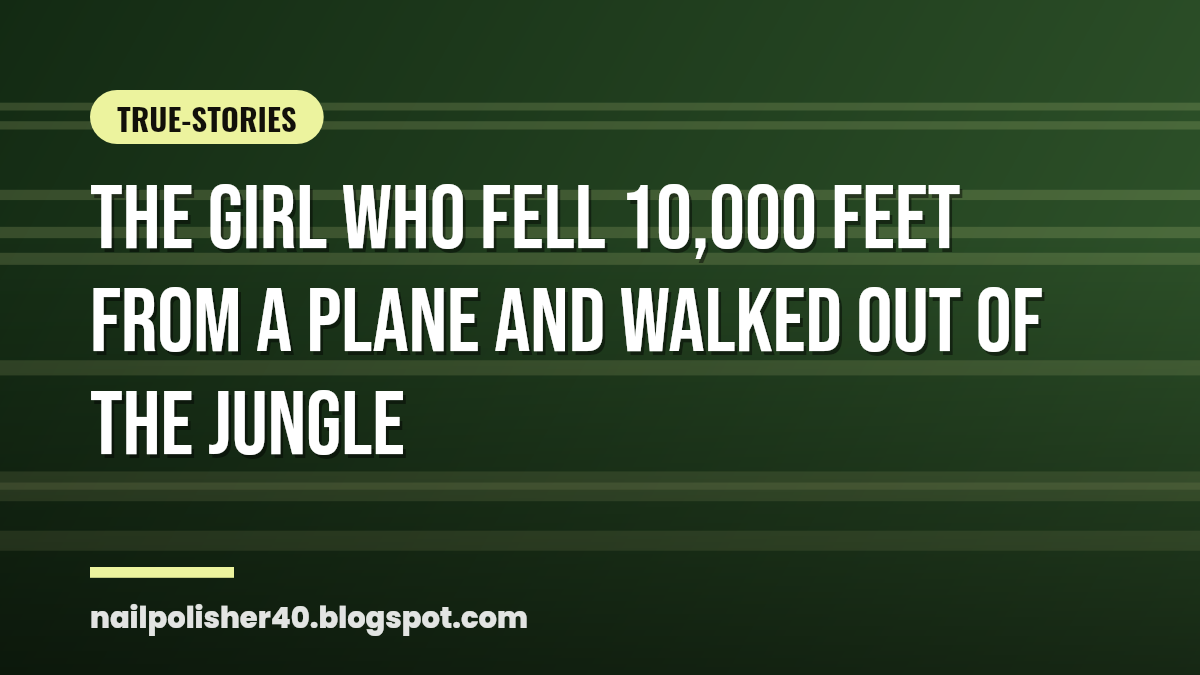 TRUE-STORIES
THE GIRL WHO FELL 10,000 FEET
FROM A PLANE AND WALKED OUT OF
THE JUNGLE
nailpolisher40.blogspot.com